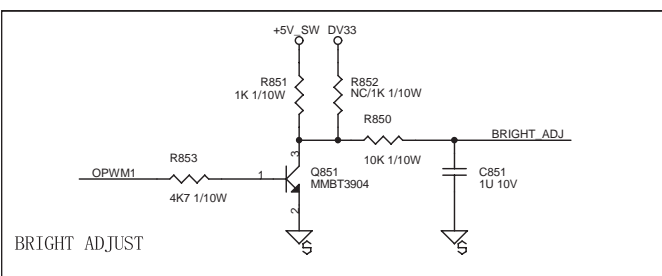 +5V_SW DV33
R851
1K 1/10W
R852
NC/1K 1/10W
R850
10K 1/10W
BRIGHT_ADJ
R853
4K7 1/10W
OPWM1
1
3
2
Q851
MMBT3904
C851
1U 10V
S
S
BRIGHT ADJUST